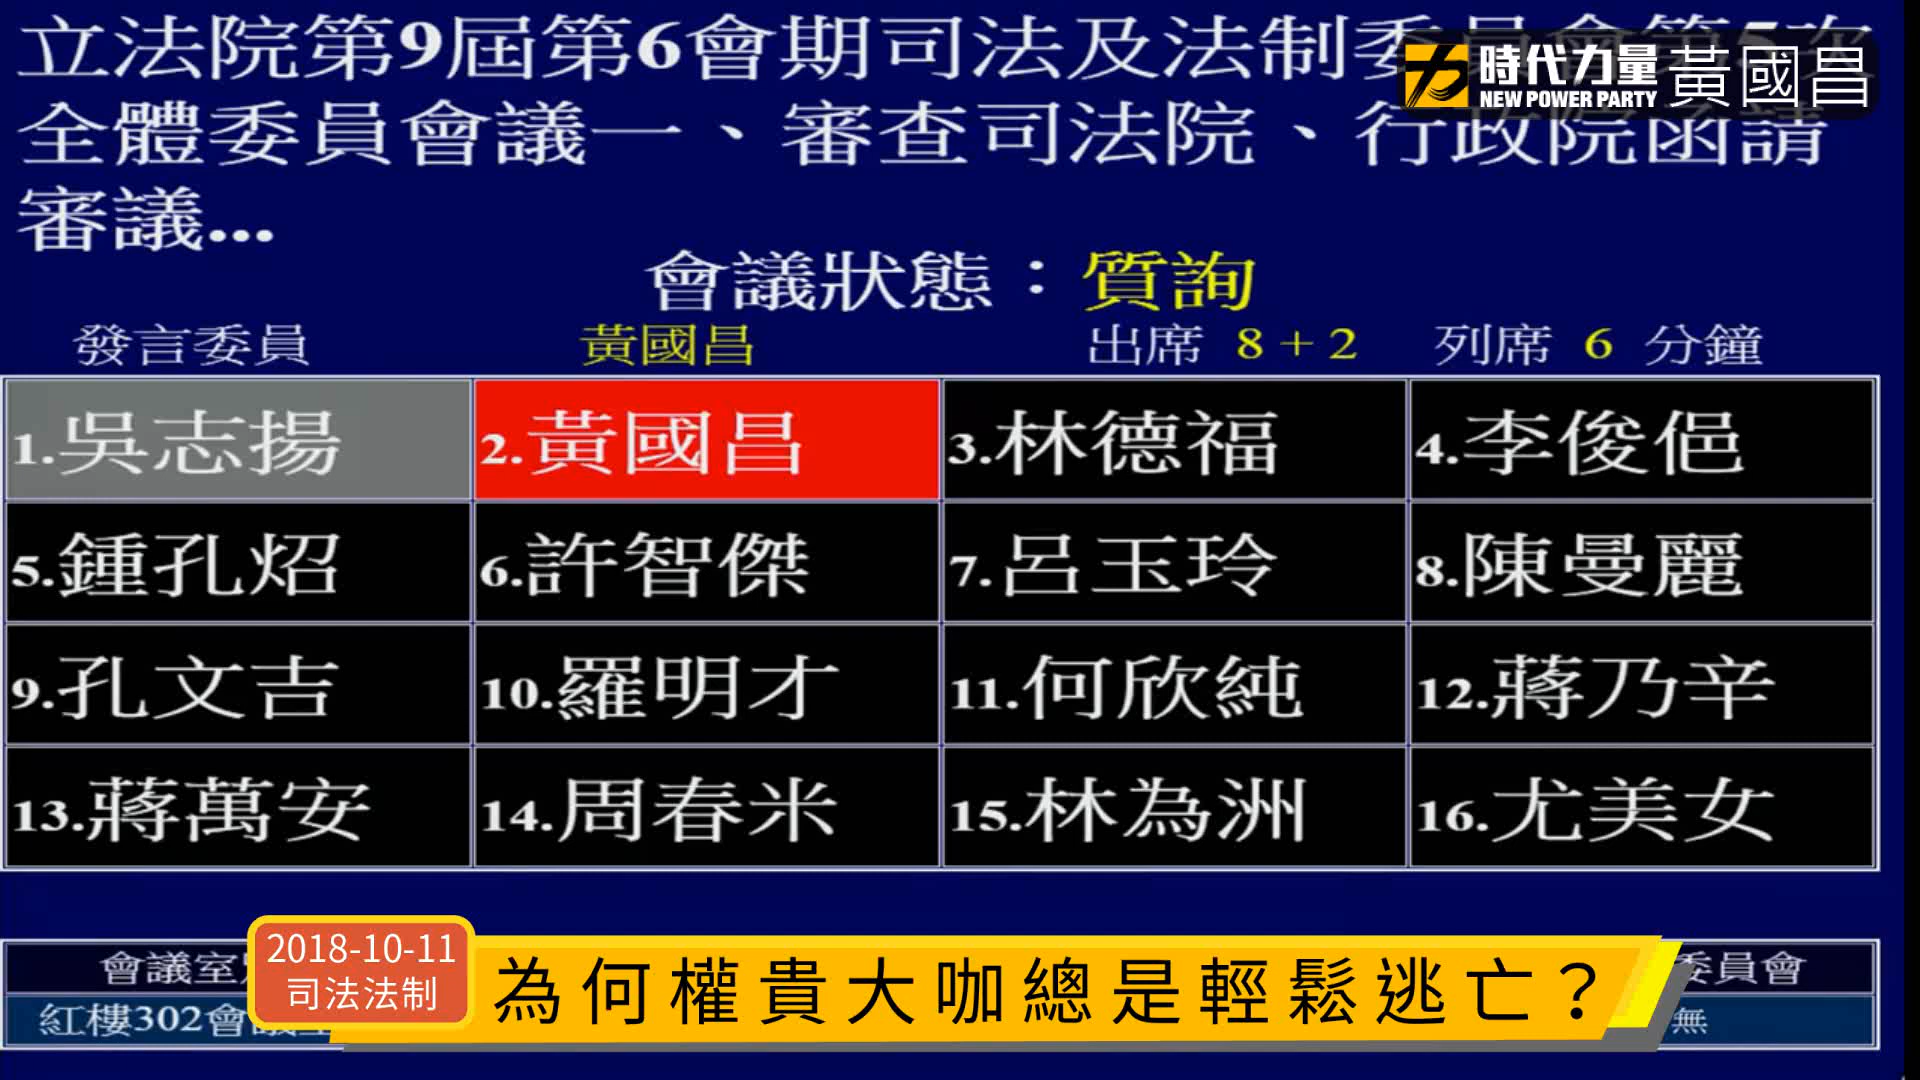 立法院第9屆第6會期司法及法制委員會第5次
全體委員會議一、審查司法院、行政院函請
審議...
時代力量 黃國昌
NEW POWER PARTY
會議狀態：質詢
發言委員 黃國昌 出席 8+2 列席 6 分鐘
1.吳志揚 2.黃國昌 3.林德福 4.李俊俋
5.鍾孔炤 6.許智傑 7.呂玉玲 8.陳曼麗
9.孔文吉 10.羅明才 11.何欣純 12.蔣乃辛
13.蔣萬安 14.周春米 15.林為洲 16.尤美女
會議室 委員會
紅樓302會議室 無
2018-10-11
司法法制
為何權貴大咖總是輕鬆逃亡？